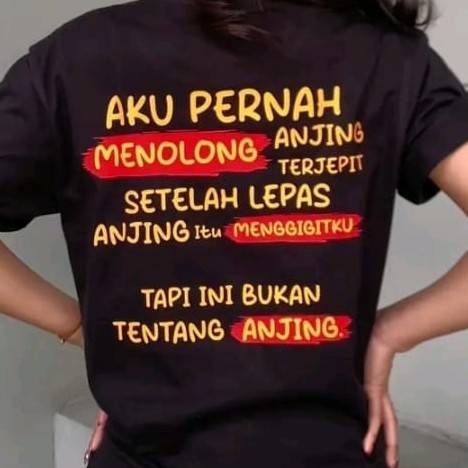 AKU PERNAH
MENOLONG ANJING
TERJEPIT
SETELAH LEPAS
ANJING Itu MENGGIGITKU
TAPI INI BUKAN
TENTANG ANJING.